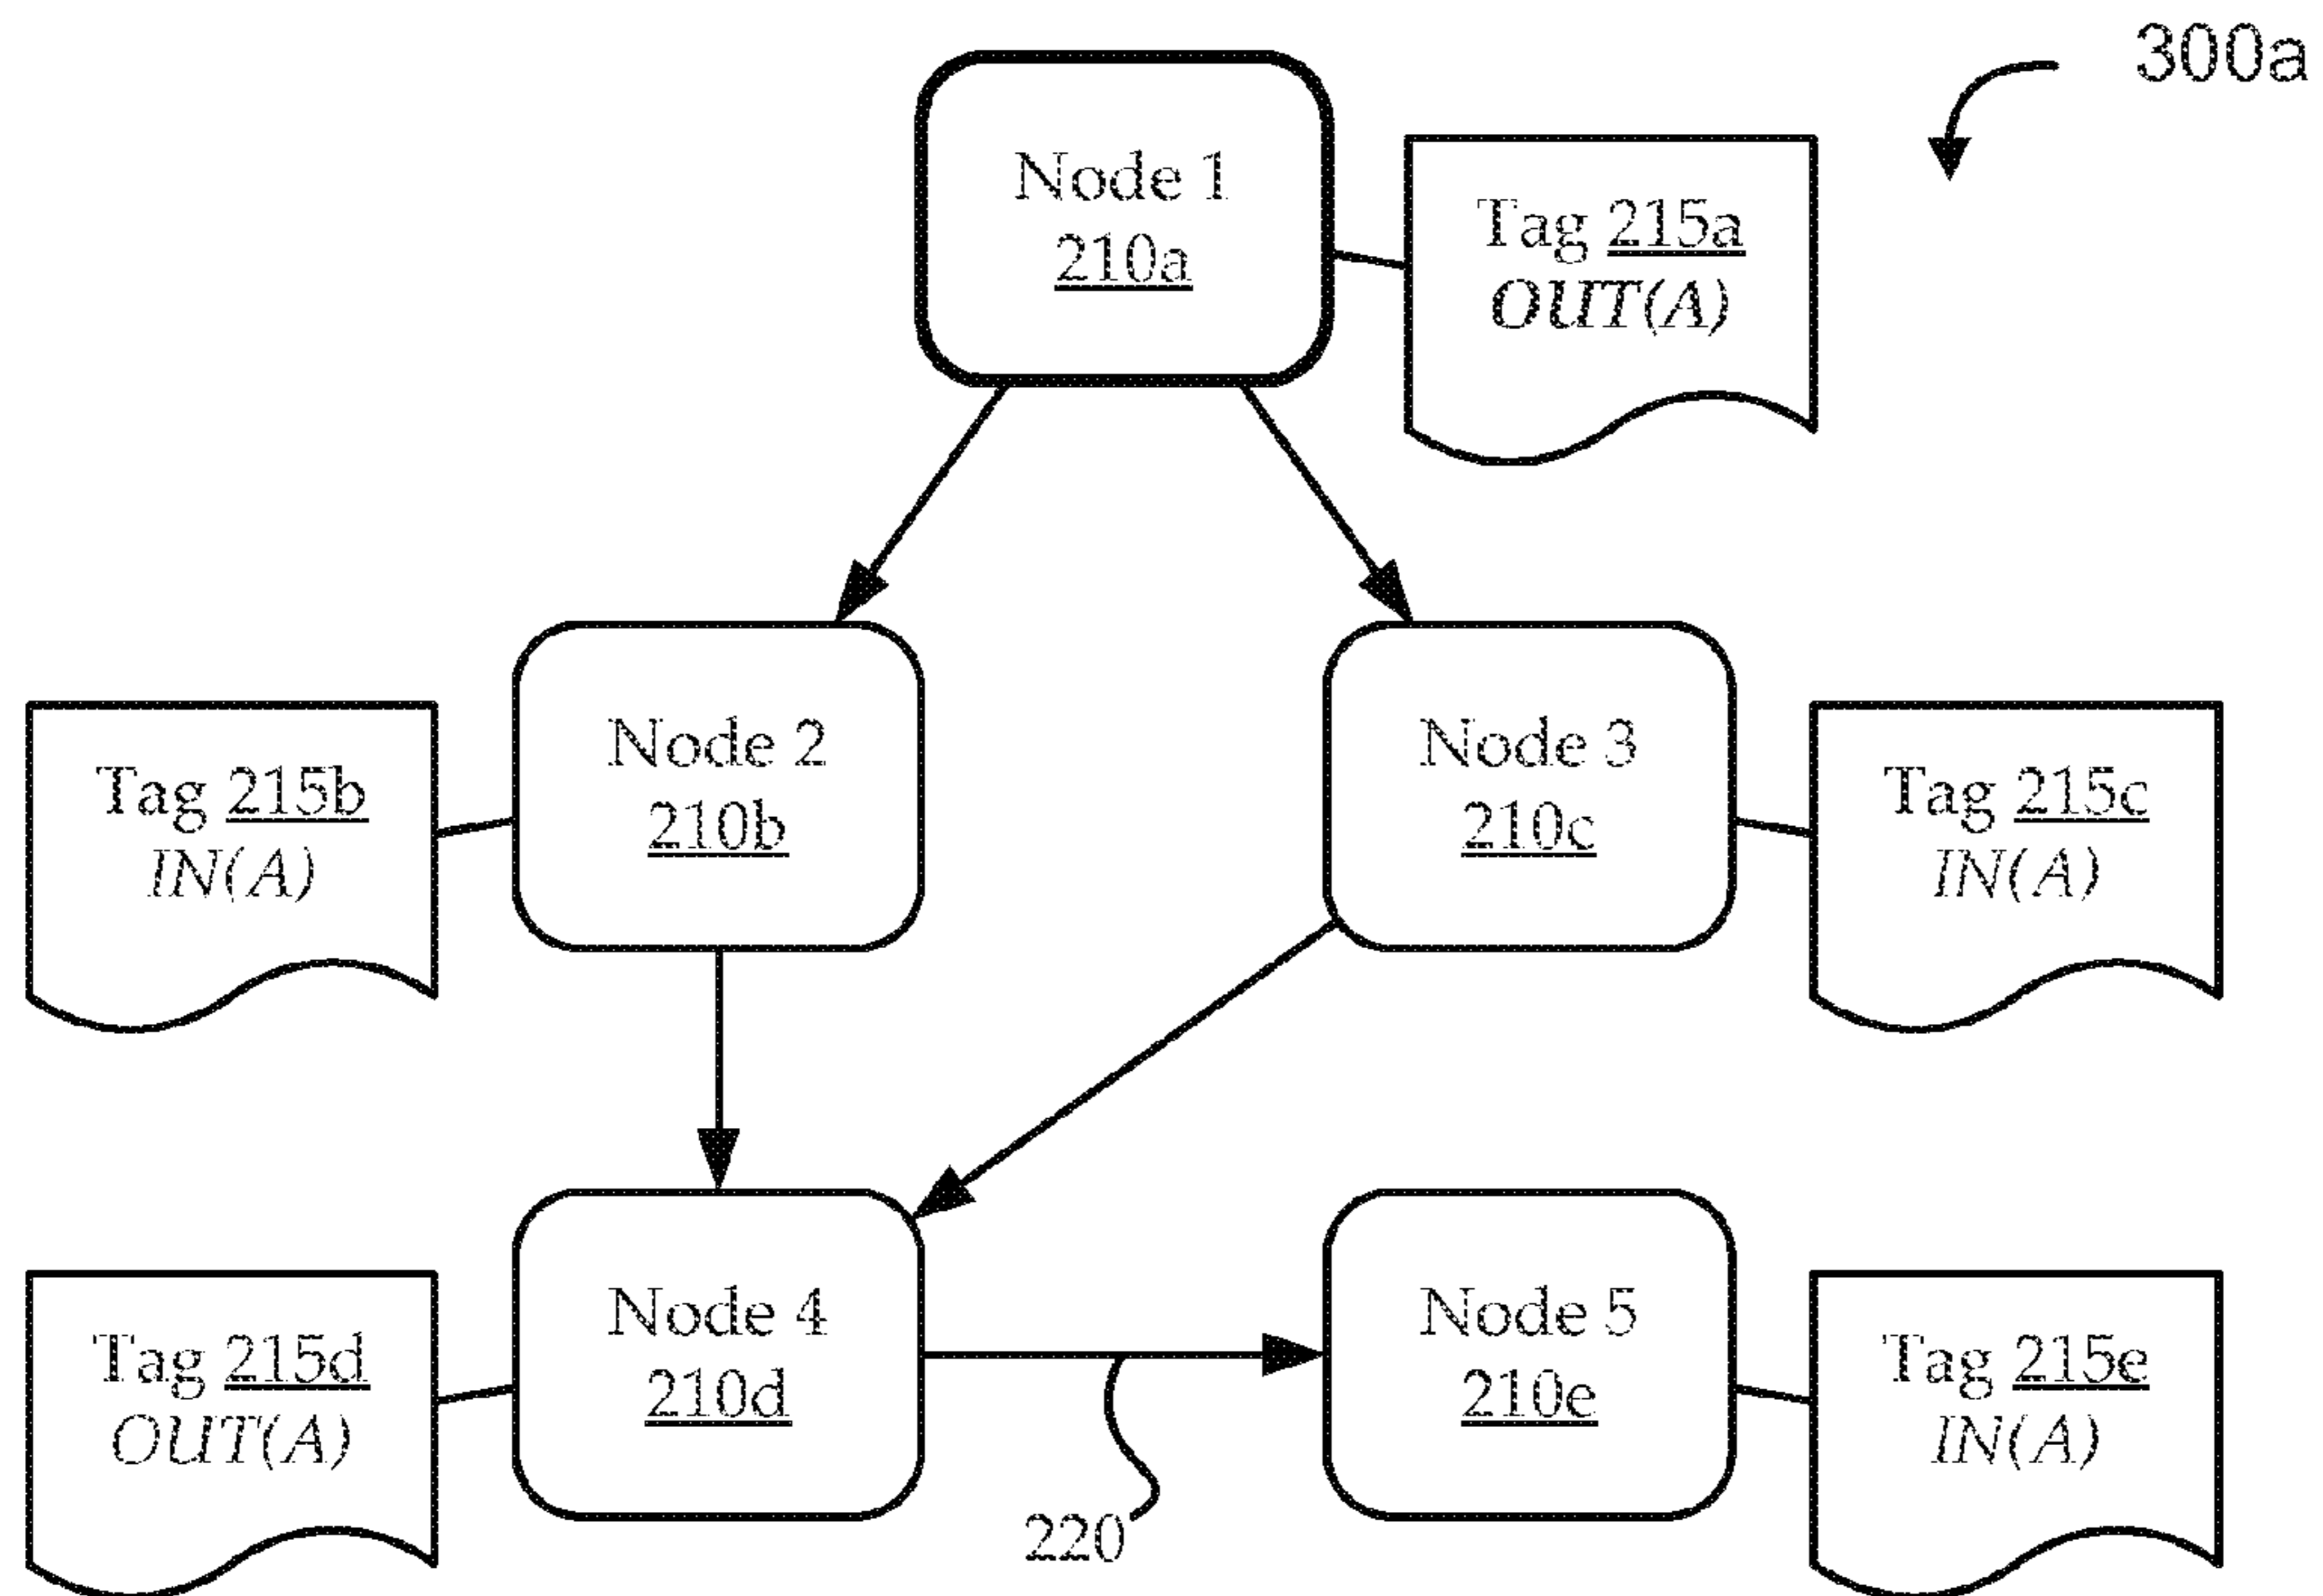 300a
Node 1
210a
Tag 215a
OUT(A)
Node 2
210b
Tag 215b
IN(A)
Node 3
210c
Tag 215c
IN(A)
Node 4
210d
Tag 215d
OUT(A)
Node 5
210e
Tag 215e
IN(A)
220